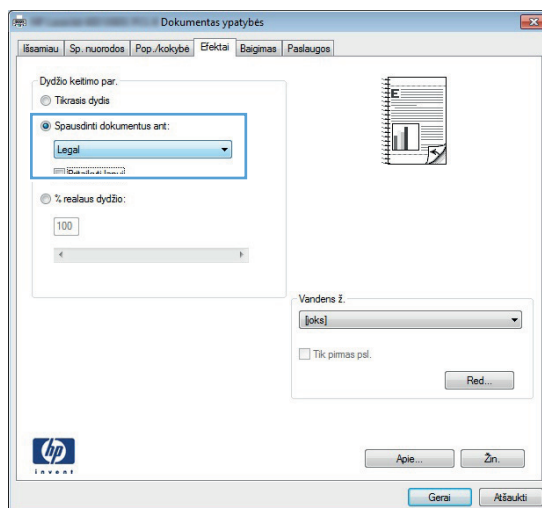 Dokumentas ypatybės
Išsamiau Sp. nuorodos Pop./kokybė Efektai Baigimas Paslaugos
Dydžio keitimo par.
Tikrasis dydis
Spausdinti dokumentus ant:
Legal
% realaus dydžio:
100
E
Vandens ž.
[joks]
Tik pirmas psl.
Red...
hp
invent
Apie... Žin.
Gerai Atšaukti